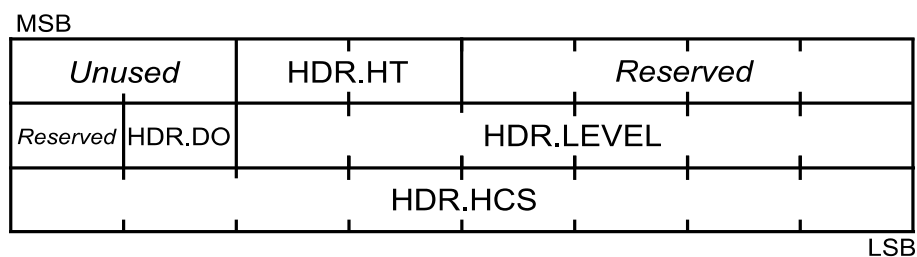 MSB
Unused HDR.HT Reserved
Reserved HDR.DO HDR.LEVEL
HDR.HCS
LSB